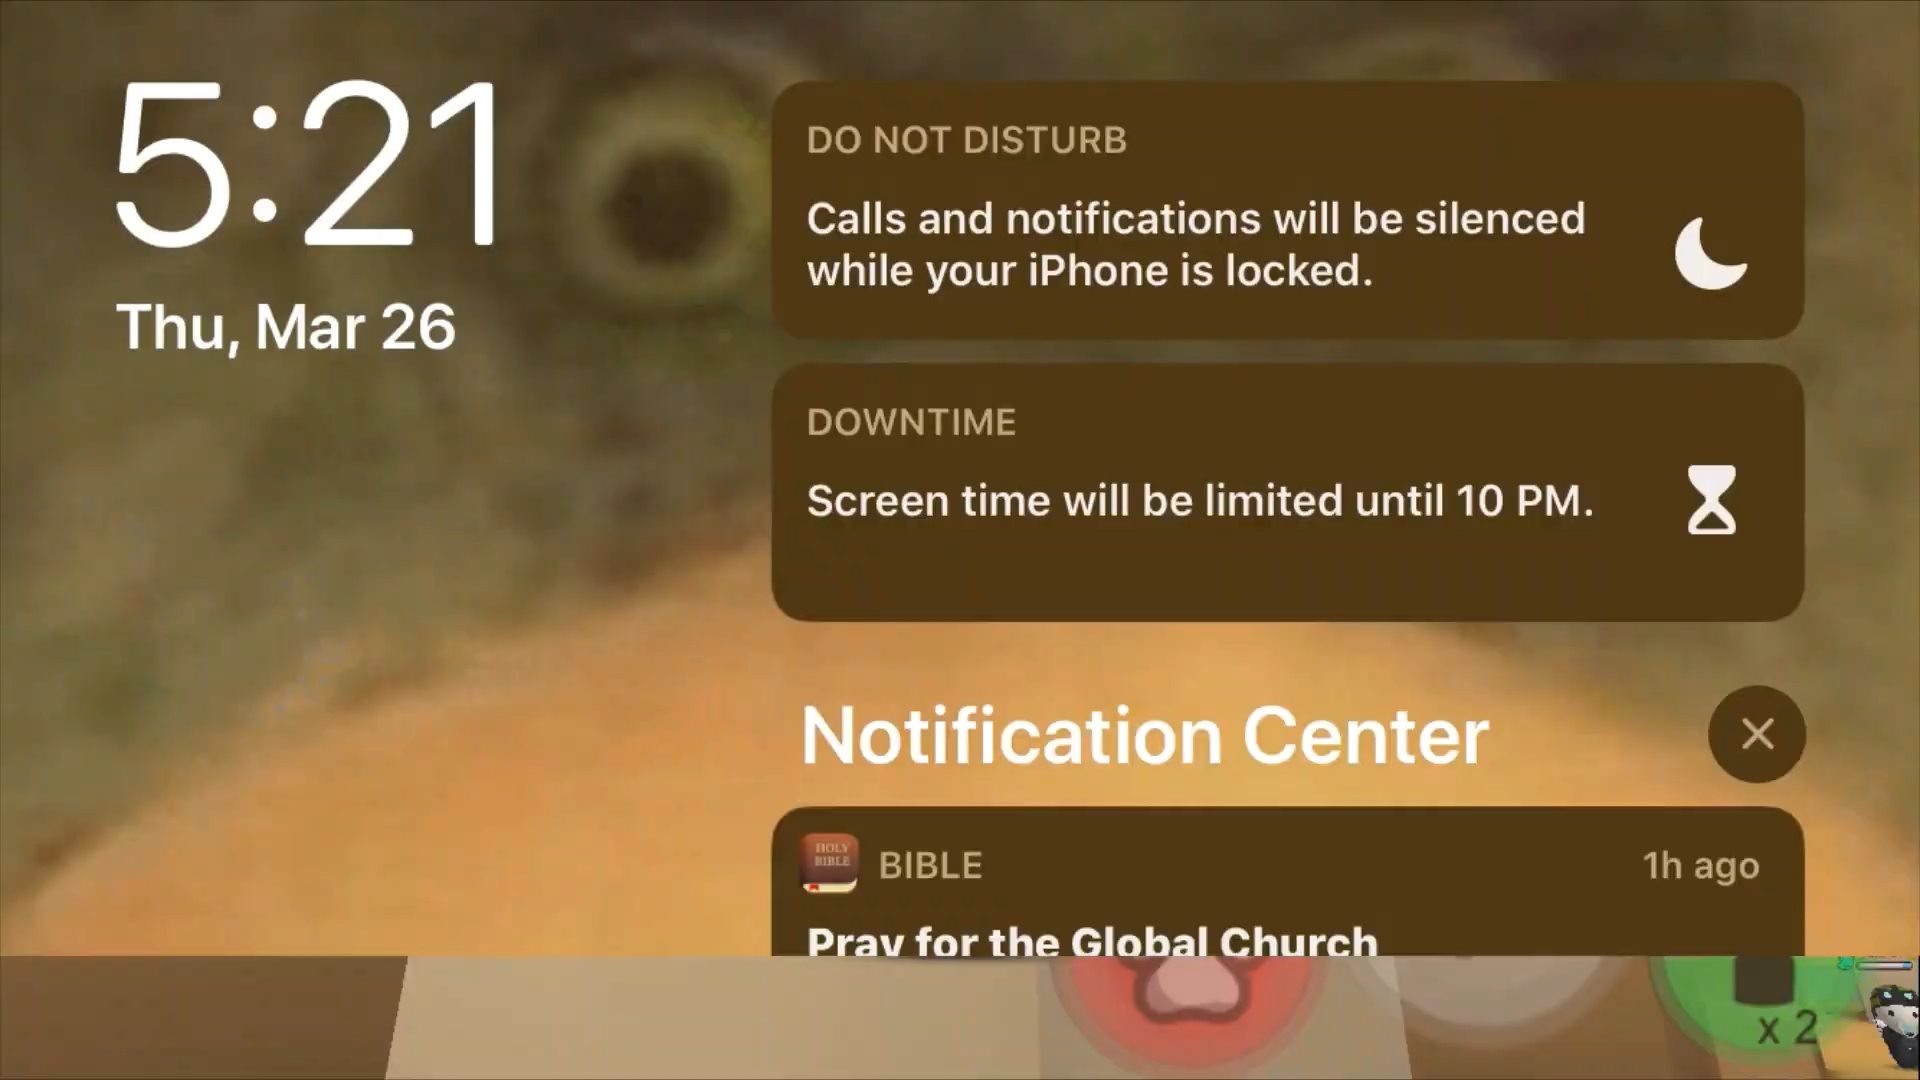 5:21
Thu, Mar 26
DO NOT DISTURB
Calls and notifications will be silenced
while your iPhone is locked.
DOWNTIME
Screen time will be limited until 10 PM.
Notification Center
HOLY
BIBLE
BIBLE
1h ago
Pray for the Global Church
x 2